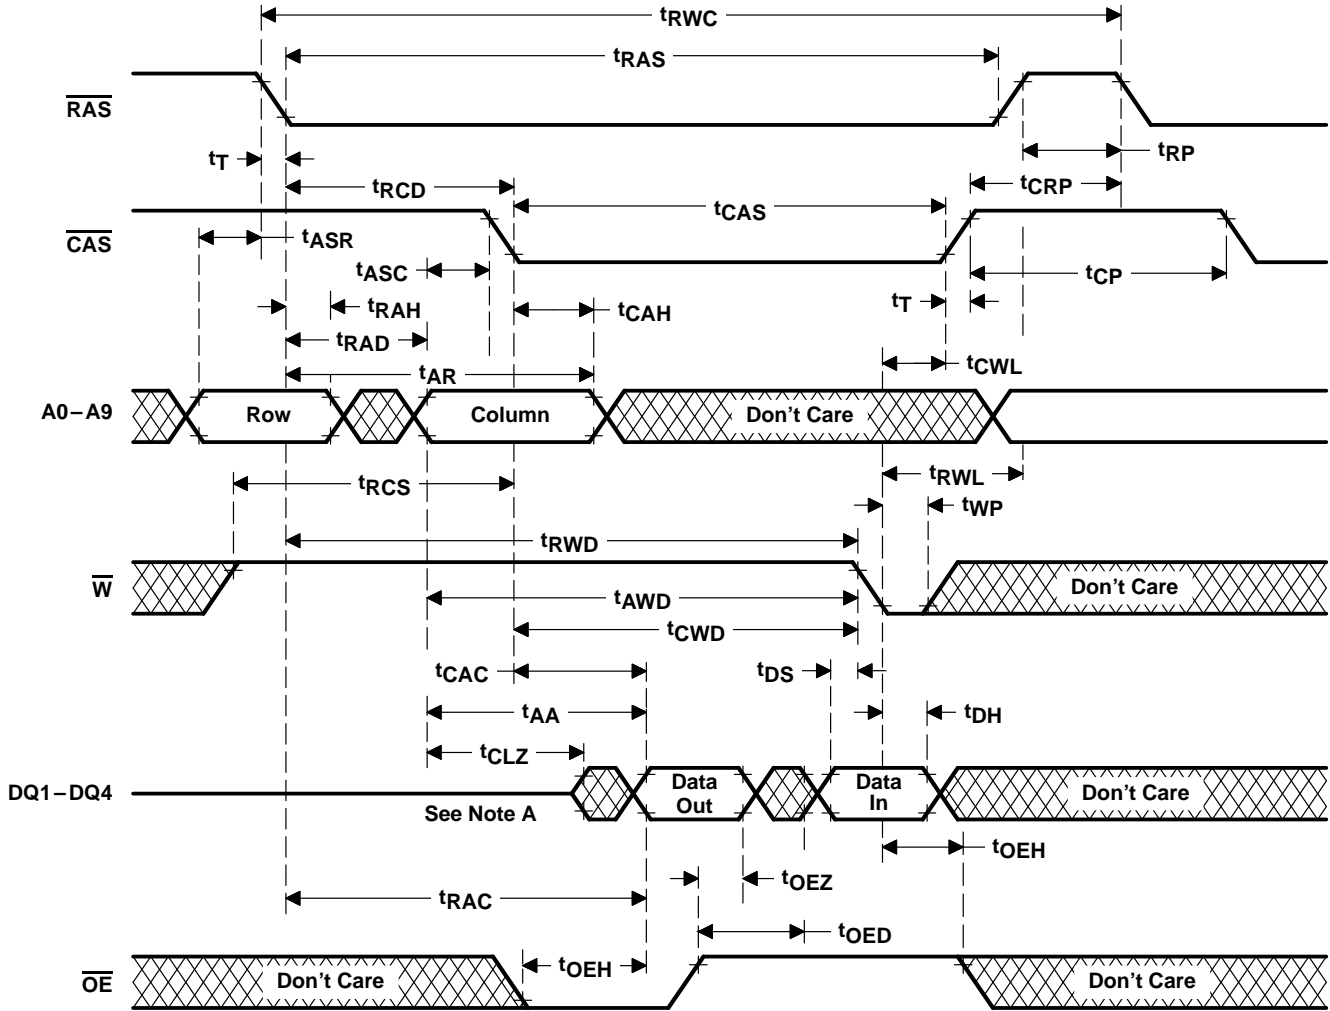 tRWC
tRAS
RAS
tT
tRP
tRCD
tCRP
tCAS
CAS
tASR
tASC
tCP
tRAH
tCAH
tT
tRAD
tCWL
tAR
A0–A9
Row
Column
Don't Care
tRCS
tRWL
tWP
tRWD
W
Don't Care
tAWD
tCWD
tCAC
tDS
tAA
tDH
tCLZ
DQ1–DQ4
Data Out
Data In
Don't Care
See Note A
tOEH
tOEZ
tRAC
tOED
tOEH
OE
Don't Care
Don't Care